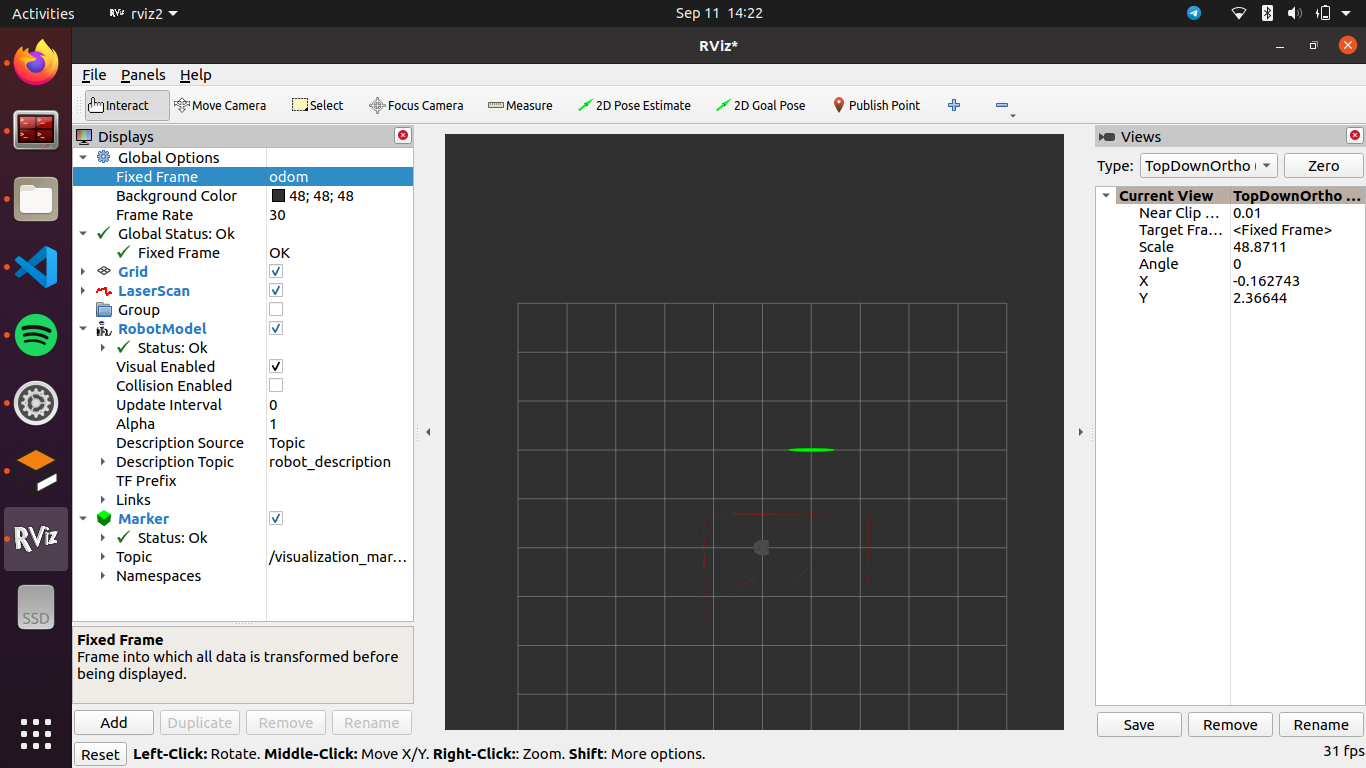 Activities rviz2 Sep 11 14:22
RViz*
File Panels Help
Interact Move Camera Select Focus Camera Measure 2D Pose Estimate 2D Goal Pose Publish Point
Displays
Global Options
Fixed Frame odom
Background Color 48; 48; 48
Frame Rate 30
Global Status: Ok
Fixed Frame OK
Grid
LaserScan
Group
RobotModel
Status: Ok
Visual Enabled
Collision Enabled
Update Interval 0
Alpha 1
Description Source Topic
Description Topic robot_description
TF Prefix
Links
Marker
Status: Ok
Topic /visualization_mar...
Namespaces
Fixed Frame
Frame into which all data is transformed before
being displayed.
Add Duplicate Remove Rename
Reset Left-Click: Rotate. Middle-Click: Move X/Y. Right-Click:: Zoom. Shift: More options.
Views
Type: TopDownOrtho ( Zero
Current View TopDownOrtho ...
Near Clip ... 0.01
Target Fra... <Fixed Frame>
Scale 48.8711
Angle 0
X -0.162743
Y 2.36644
Save Remove Rename
31 fps
RViz
SSD